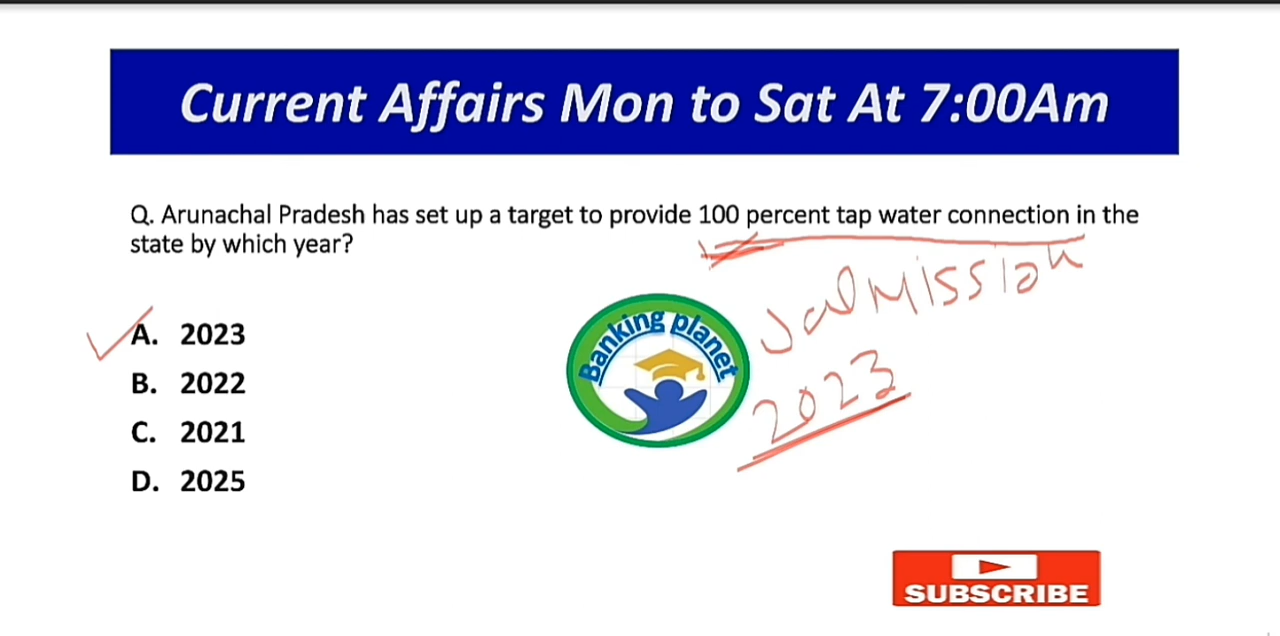 Current Affairs Mon to Sat At 7:00Am
Q. Arunachal Pradesh has set up a target to provide 100 percent tap water connection in the
state by which year?
Jal Mission
A. 2023
B. 2022
C. 2021
D. 2025
Banking planet
2023
SUBSCRIBE